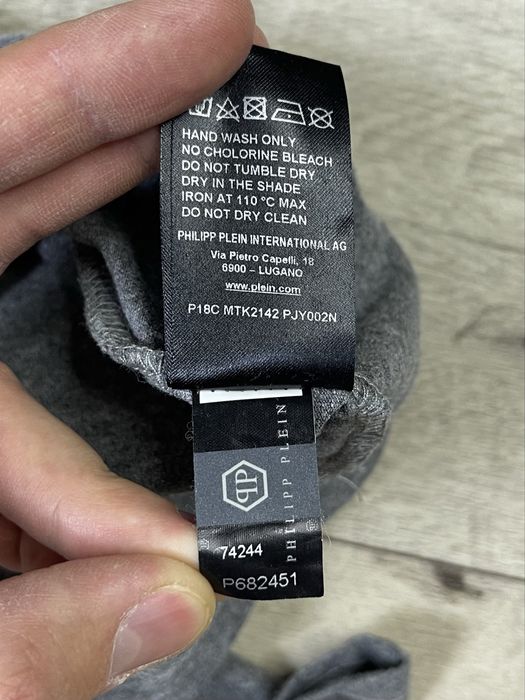 HAND WASH ONLY
NO CHOLORINE BLEACH
DO NOT TUMBLE DRY
DRY IN THE SHADE
IRON AT 110 °C MAX
DO NOT DRY CLEAN
PHILIPP PLEIN INTERNATIONAL AG
Via Pietro Capelli, 18
6900 – LUGANO
www.plein.com
P18C MTK2142 PJY002N
PHILIPP PLEIN
PP
74244
P682451